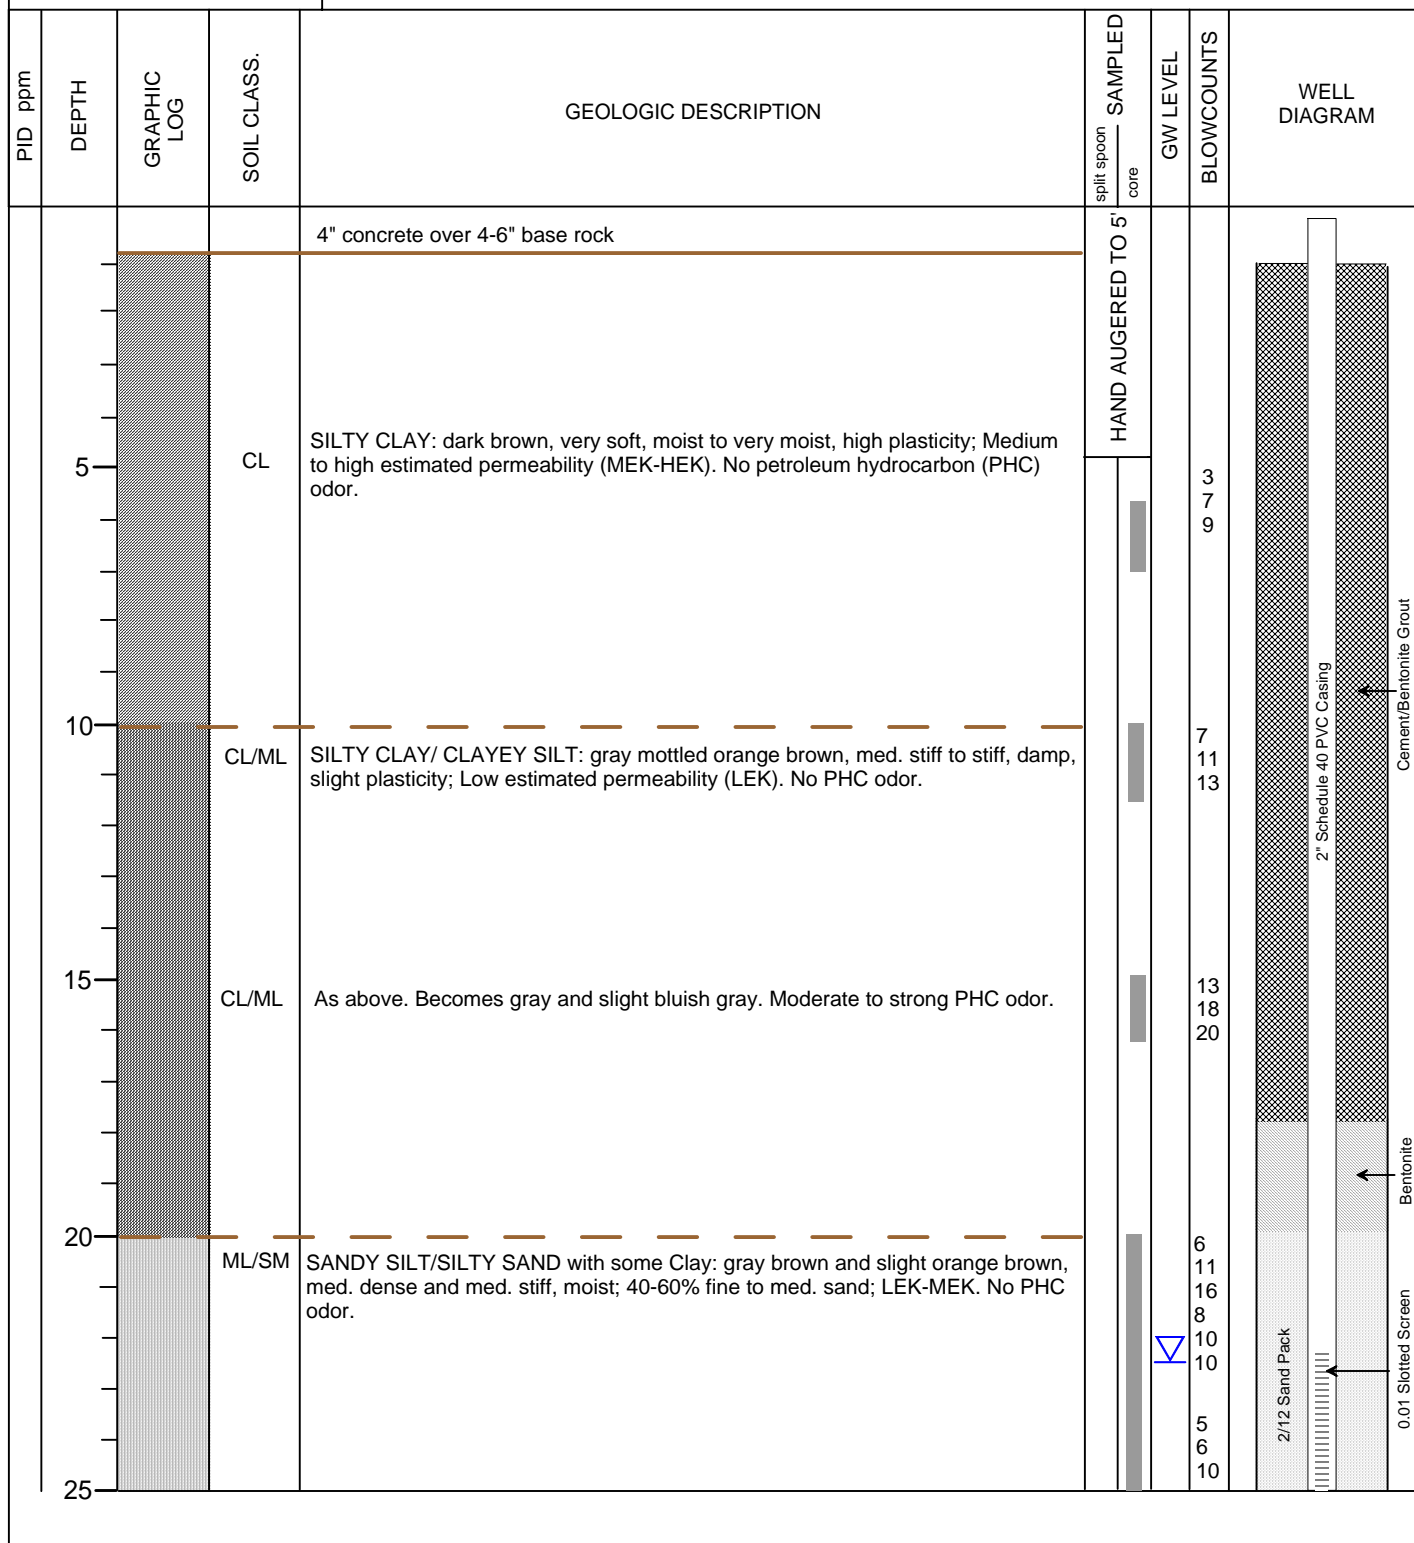 PID ppm
DEPTH
GRAPHIC
LOG
SOIL CLASS.
GEOLOGIC DESCRIPTION
split spoon
core
SAMPLED
GW LEVEL
BLOWCOUNTS
WELL
DIAGRAM
4" concrete over 4-6" base rock
HAND AUGERED TO 5'
5
CL
SILTY CLAY: dark brown, very soft, moist to very moist, high plasticity; Medium
to high estimated permeability (MEK-HEK). No petroleum hydrocarbon (PHC)
odor.
3
7
9
10
CL/ML
SILTY CLAY/ CLAYEY SILT: gray mottled orange brown, med. stiff to stiff, damp,
slight plasticity; Low estimated permeability (LEK). No PHC odor.
7
11
13
2" Schedule 40 PVC Casing
Cement/Bentonite Grout
15
CL/ML
As above. Becomes gray and slight bluish gray. Moderate to strong PHC odor.
13
18
20
Bentonite
20
ML/SM
SANDY SILT/SILTY SAND with some Clay: gray brown and slight orange brown,
med. dense and med. stiff, moist; 40-60% fine to med. sand; LEK-MEK. No PHC
odor.
6
11
16
8
10
10
5
6
10
2/12 Sand Pack
0.01 Slotted Screen
25